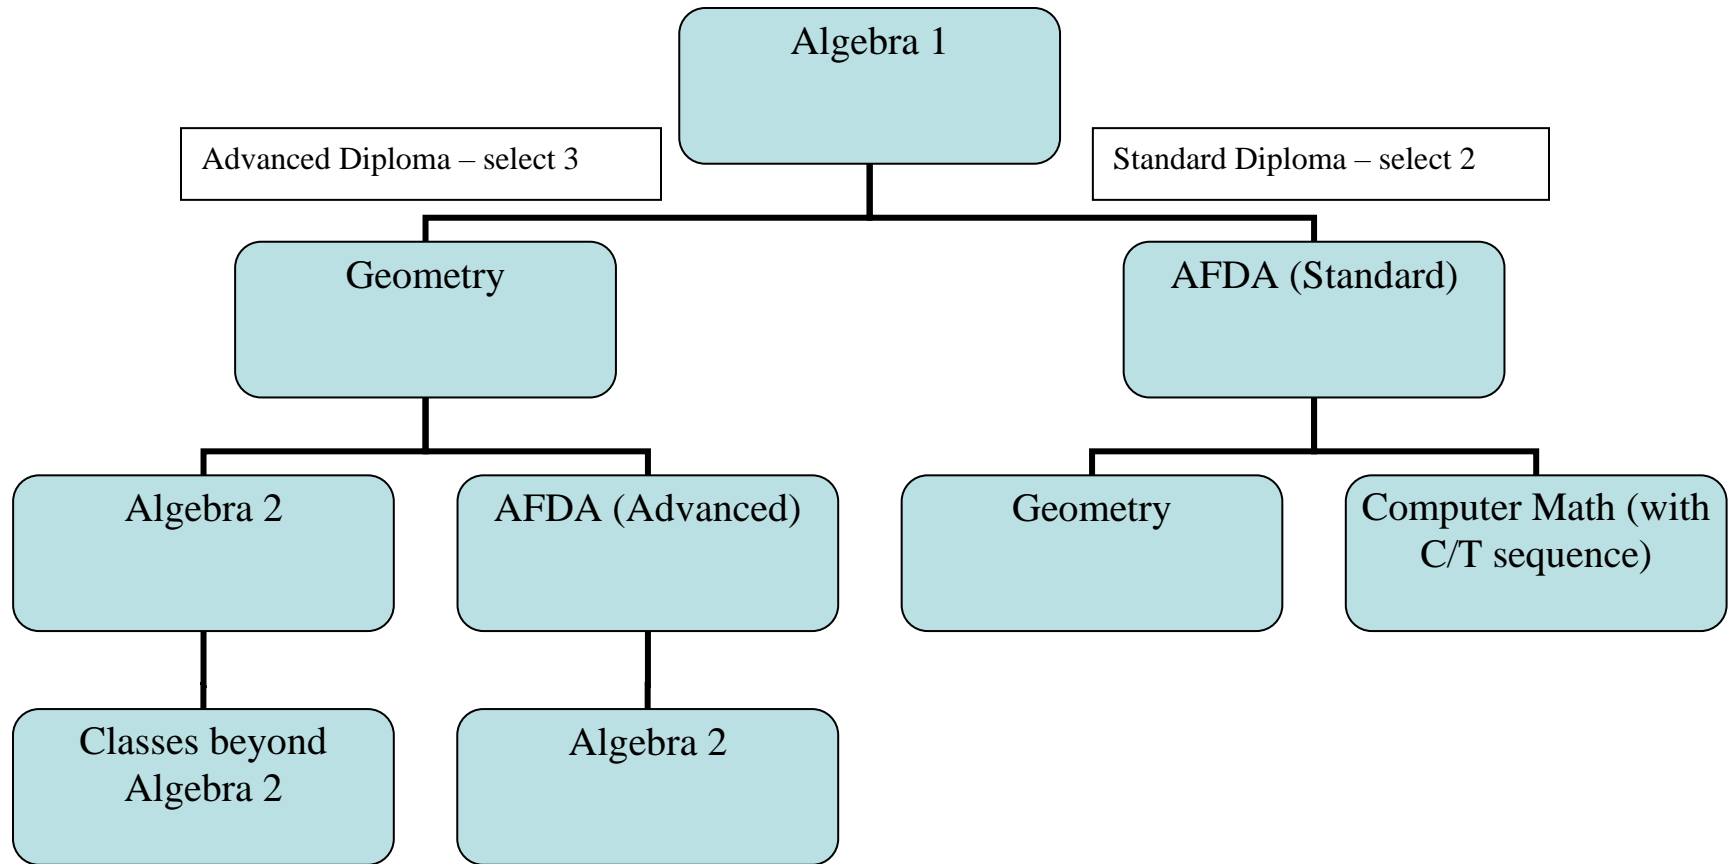 Algebra 1
Advanced Diploma – select 3
Standard Diploma – select 2
Geometry
AFDA (Standard)
Algebra 2
AFDA (Advanced)
Geometry
Computer Math (with
C/T sequence)
Classes beyond
Algebra 2
Algebra 2